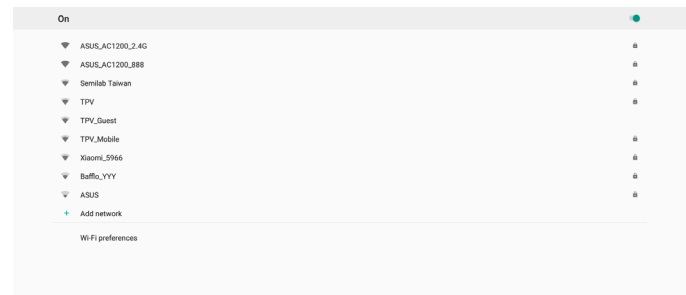 On
ASUS_AC1200_2.4G
ASUS_AC1200_888
Semilab Taiwan
TPV
TPV_Guest
TPV_Mobile
Xiaomi_5966
Bafflo_YYY
ASUS
Add network
Wi-Fi preferences